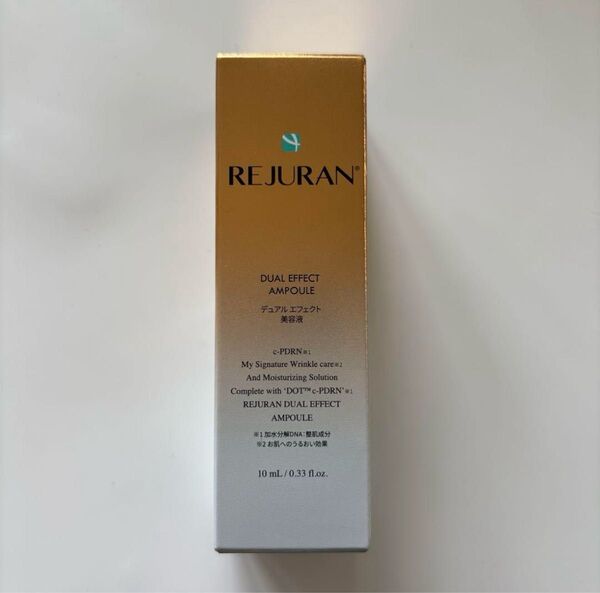 REJURAN®
DUAL EFFECT
AMPOULE
デュアル エフェクト
美容液
c-PDRN※1
My Signature Wrinkle care※2
And Moisturizing Solution
Complete with ‘DOT™ c-PDRN’※1
REJURAN DUAL EFFECT
AMPOULE
※1 加水分解DNA：整肌成分
※2 お肌へのうるおい効果
10 mL / 0.33 fl.oz.